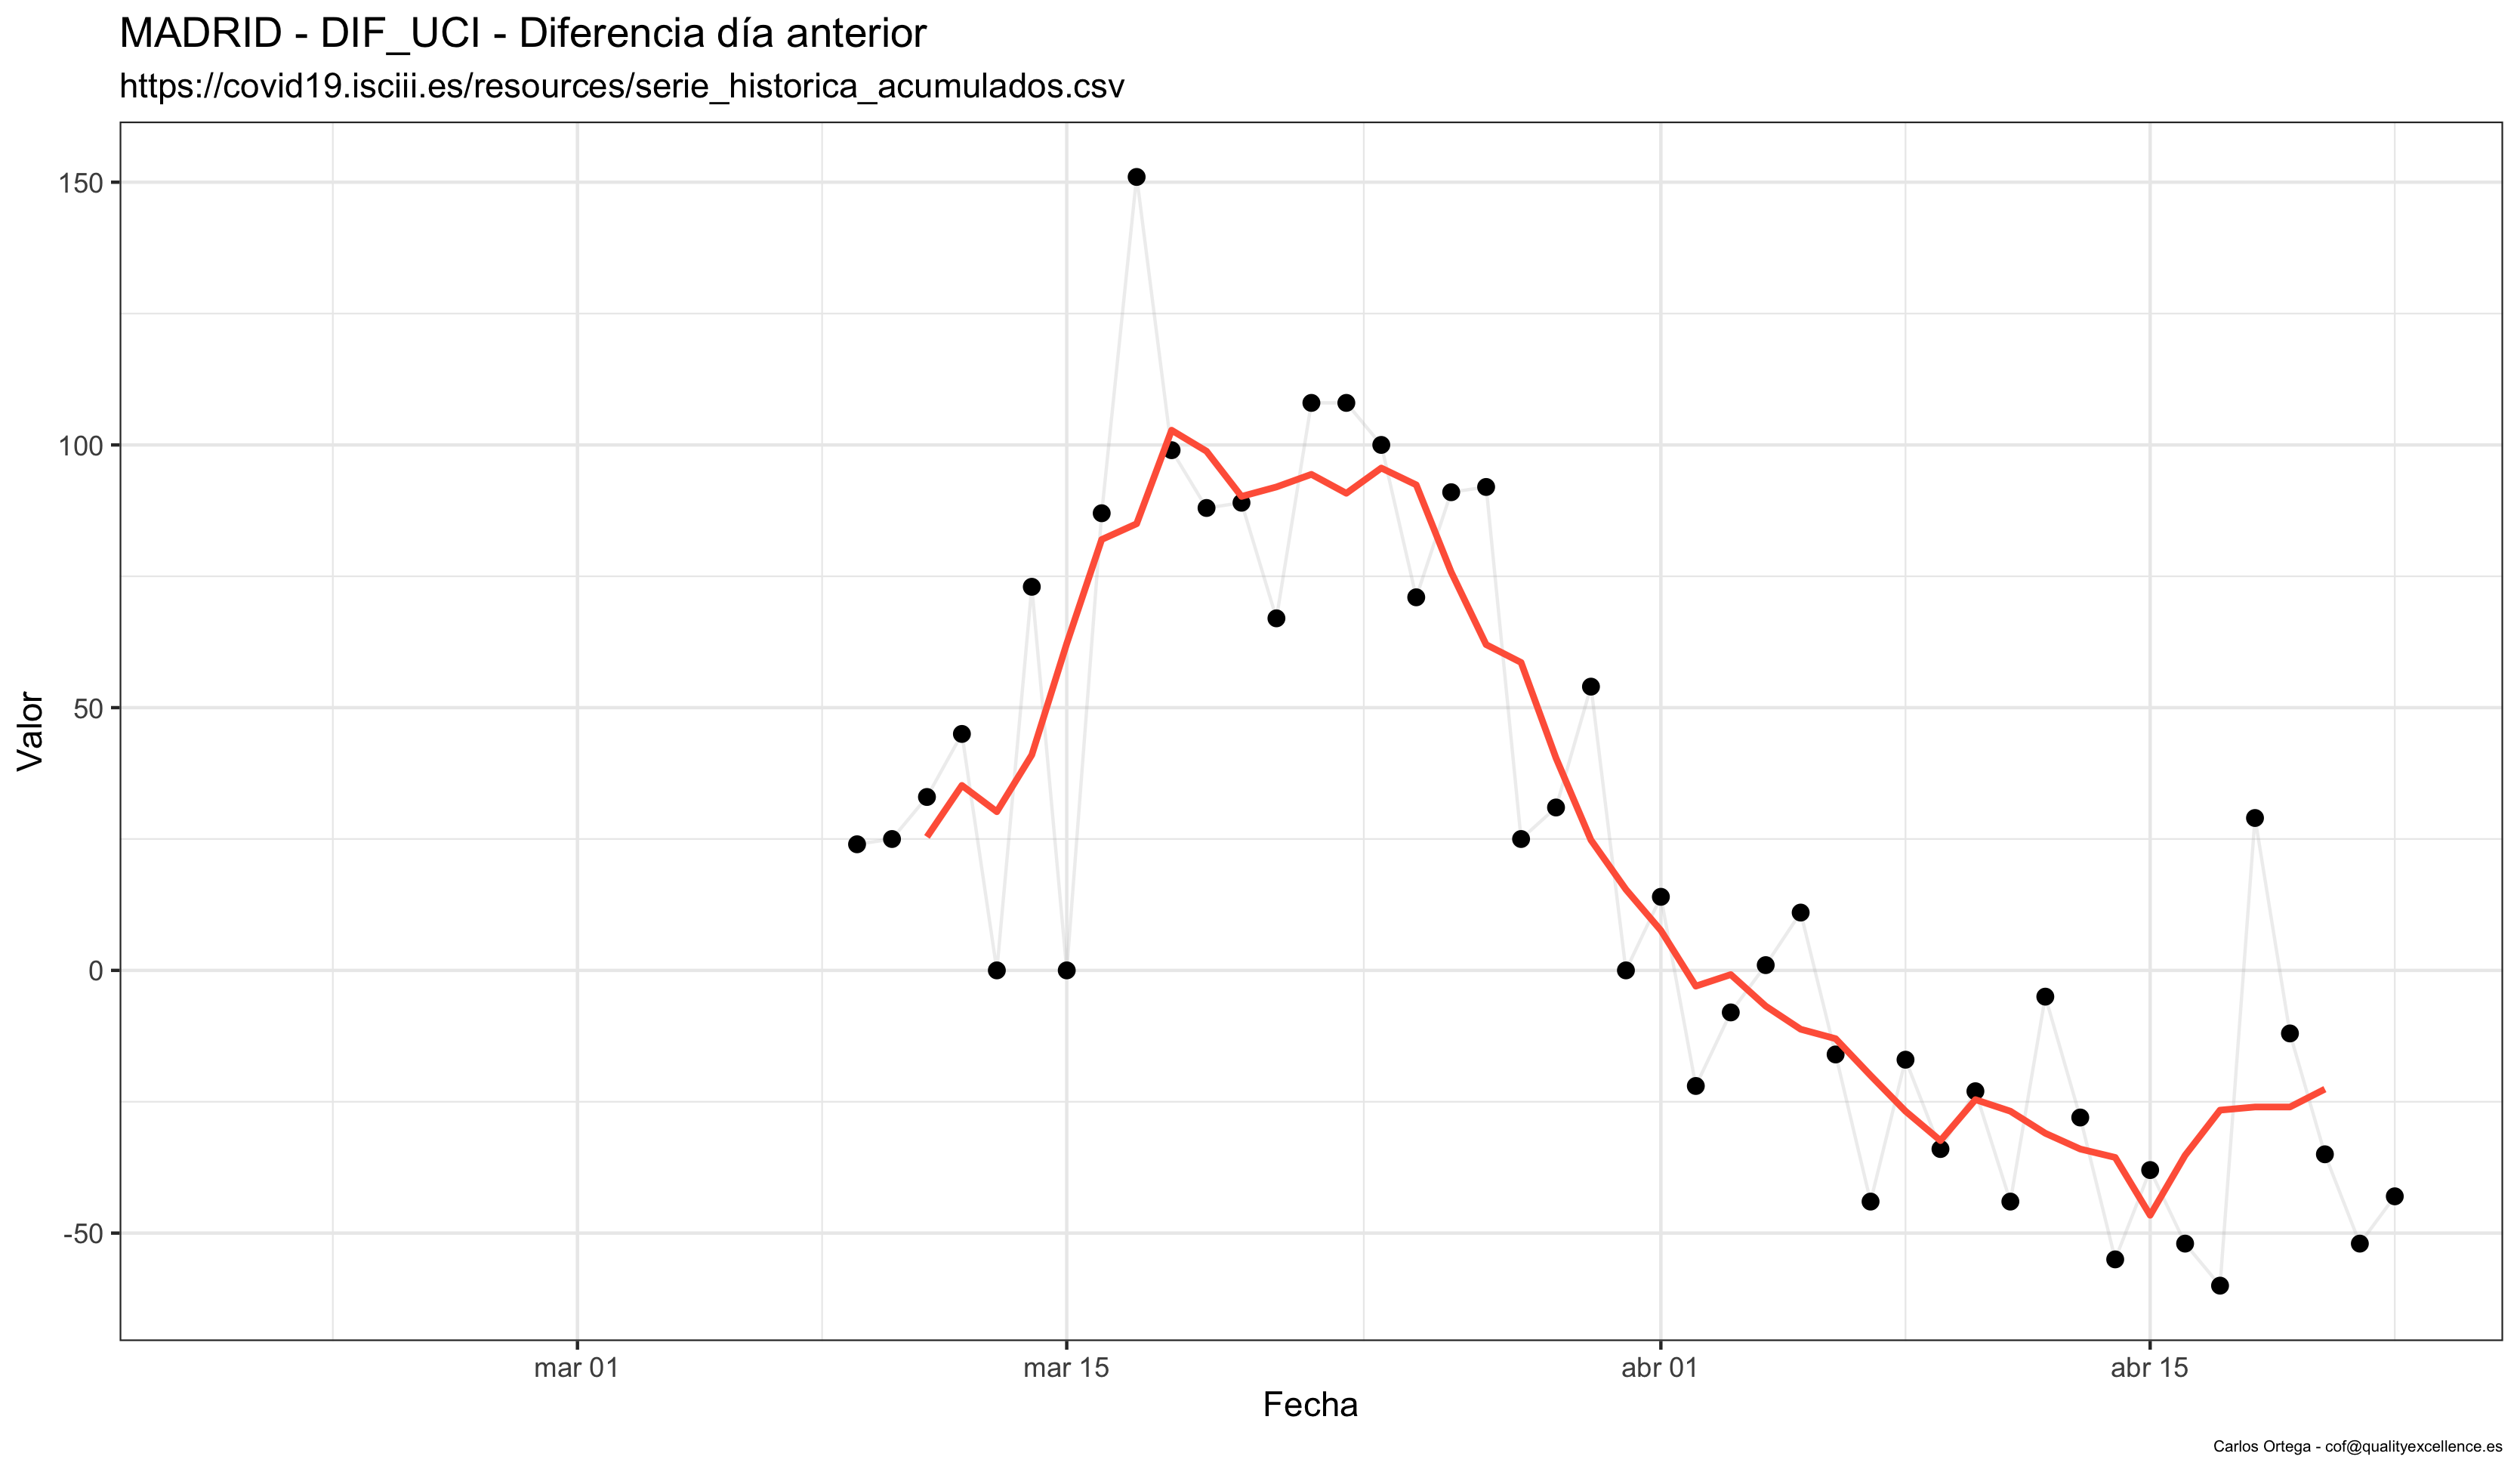 MADRID - DIF_UCI - Diferencia día anterior
https://covid19.isciii.es/resources/serie_historica_acumulados.csv
Valor
150
100
50
0
-50
mar 01
mar 15
abr 01
abr 15
Fecha
Carlos Ortega - cof@qualityexcellence.es